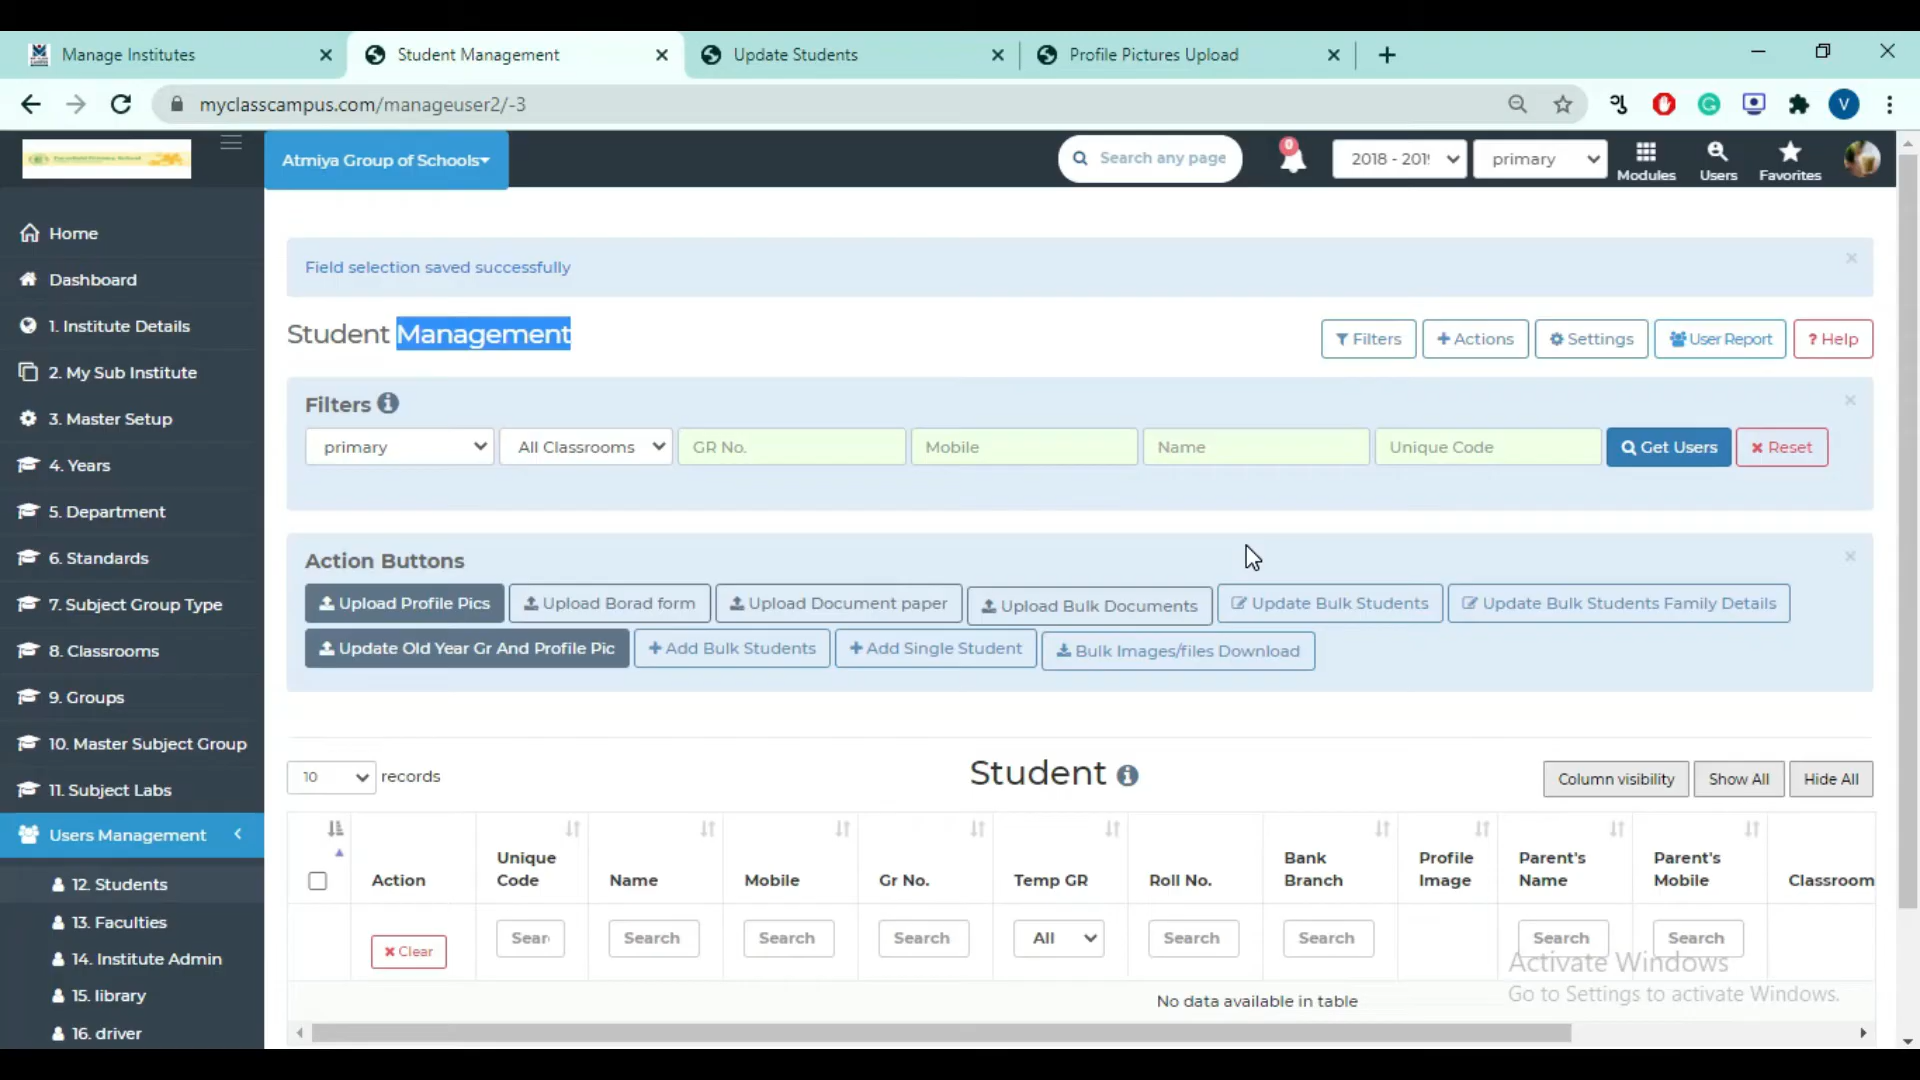 Manage Institutes
Student Management
Update Students
Profile Pictures Upload
myclasscampus.com/manageuser2/-3
V
Atmiya Group of Schools
Search any page
0
2018 - 201
primary
Modules
Users
Favorites
Home
Dashboard
1. Institute Details
2. My Sub Institute
3. Master Setup
4. Years
5. Department
6. Standards
7. Subject Group Type
8. Classrooms
9. Groups
10. Master Subject Group
11. Subject Labs
Users Management
12. Students
13. Faculties
14. Institute Admin
15. library
16. driver
Field selection saved successfully
Student Management
Filters
+ Actions
Settings
User Report
? Help
Filters
primary
All Classrooms
GR No.
Mobile
Name
Unique Code
Get Users
Reset
Action Buttons
Upload Profile Pics
Upload Borad form
Upload Document paper
Upload Bulk Documents
Update Bulk Students
Update Bulk Students Family Details
Update Old Year Gr And Profile Pic
+ Add Bulk Students
+ Add Single Student
Bulk Images/files Download
10 records
Student
Column visibility
Show All
Hide All
Action
Unique Code
Name
Mobile
Gr No.
Temp GR
Roll No.
Bank Branch
Profile Image
Parent's Name
Parent's Mobile
Classroom
Clear
Sear
Search
Search
Search
All
Search
Search
Search
Search
No data available in table
Activate Windows
Go to Settings to activate Windows.